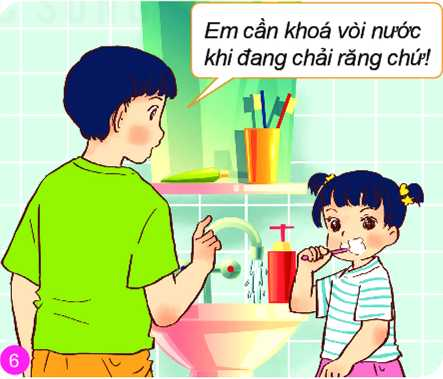 Em cần khoá vòi nước
khi đang chải răng chứ!
6